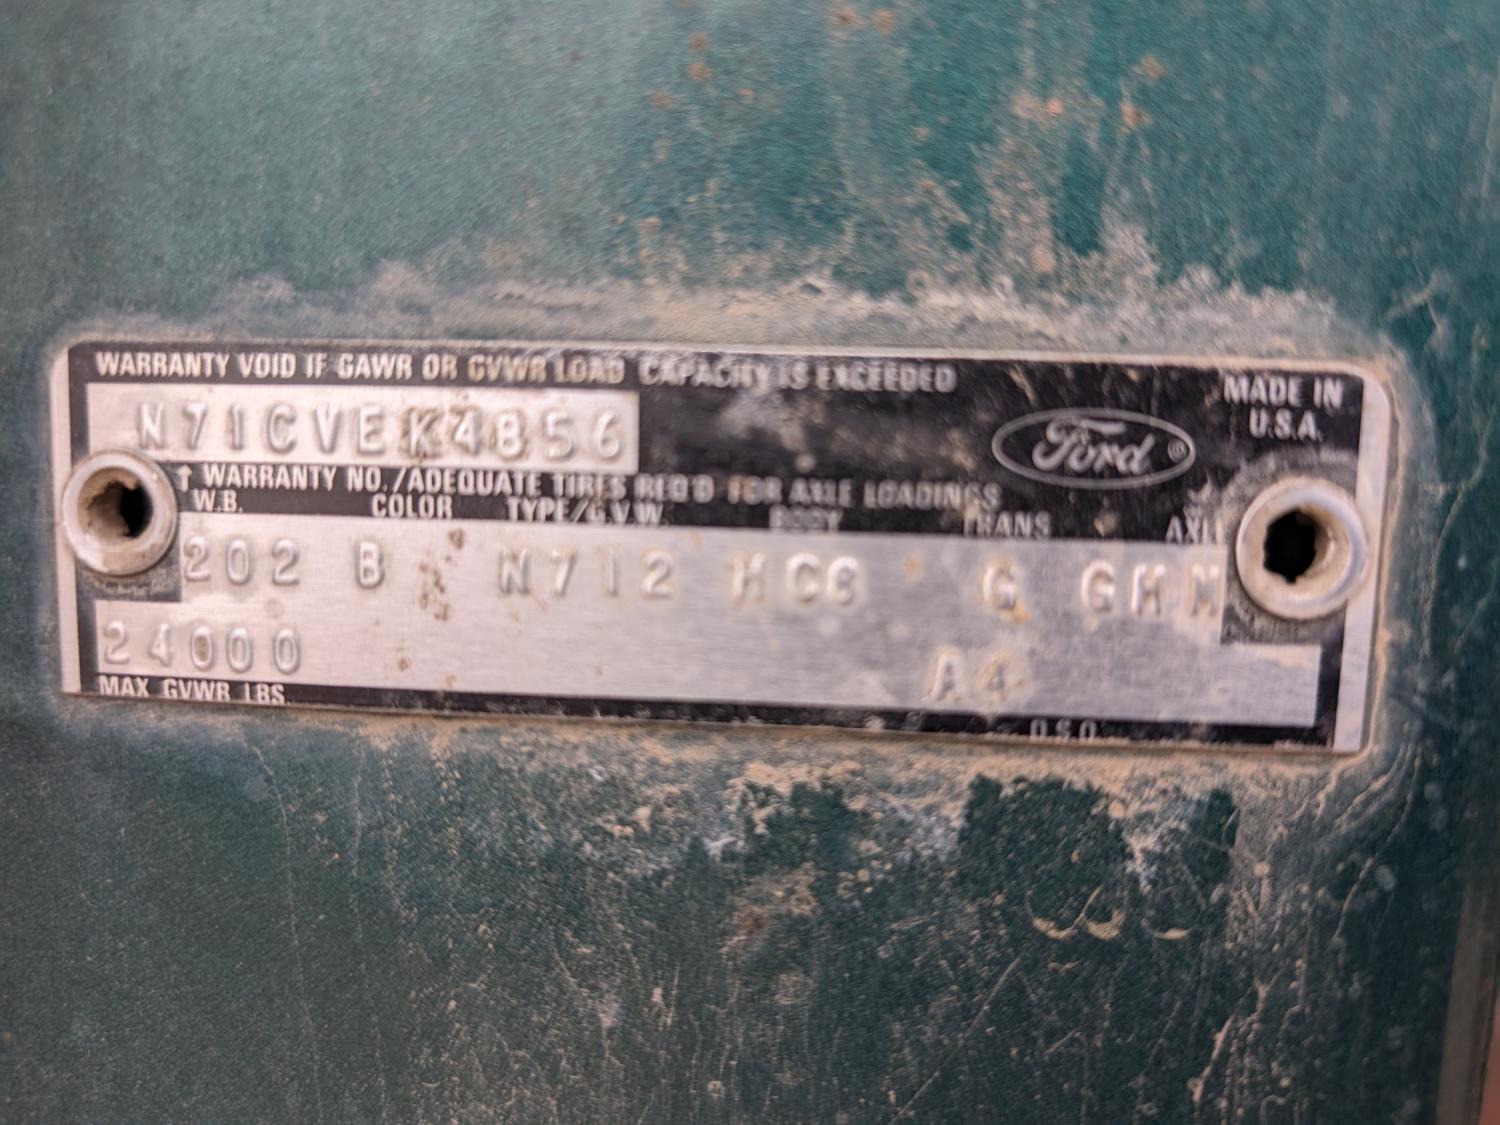 WARRANTY VOID IF GAWR OR GVWR LOAD CAPACITY IS EXCEEDED
MADE IN
U.S.A.
N71CVEK4856
Ford
↑ WARRANTY NO./ADEQUATE TIRES REQ'D FOR AXLE LOADINGS
W.B. COLOR TYPE/G.V.W. BODY TRANS AXLE
202 B N712 G
24000 A4
MAX GVWR LBS. D.S.O.